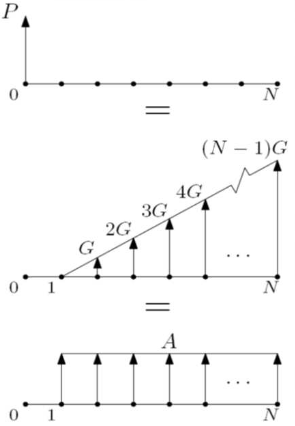 P
0 N
=
(N − 1)G
4G
3G
2G
G
...
0 1 N
=
A
...
0 1 N